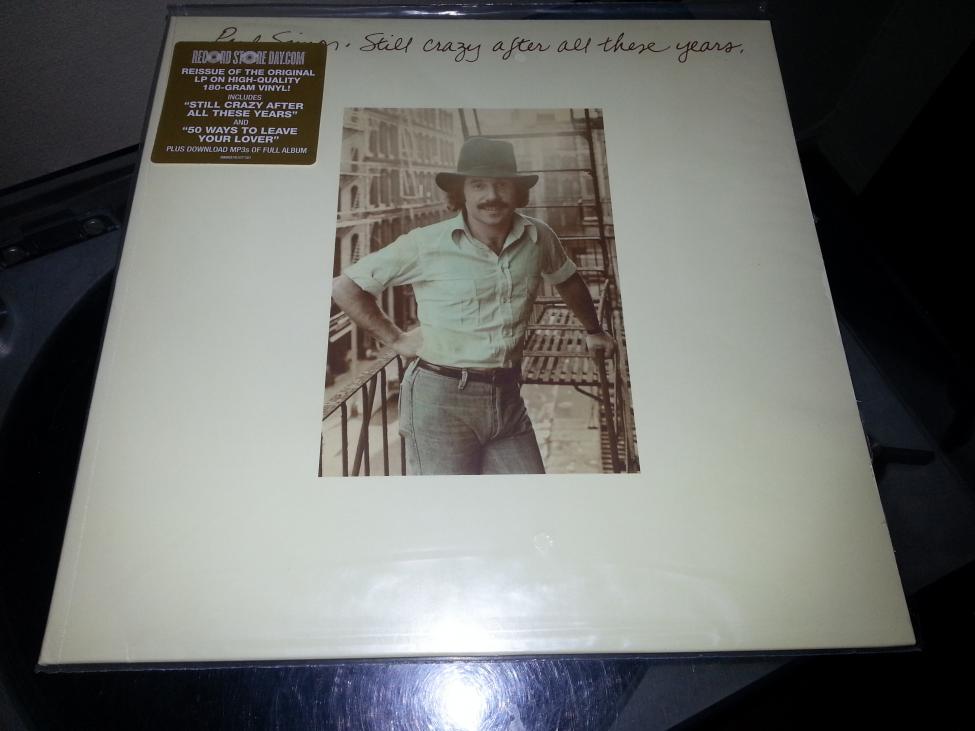 Paul Simon. Still crazy after all these years.
RECORD STORE DAY.COM
REISSUE OF THE ORIGINAL
LP ON HIGH-QUALITY
180-GRAM VINYL!
INCLUDES
"STILL CRAZY AFTER
ALL THESE YEARS"
AND
"50 WAYS TO LEAVE
YOUR LOVER"
PLUS DOWNLOAD MP3s OF FULL ALBUM